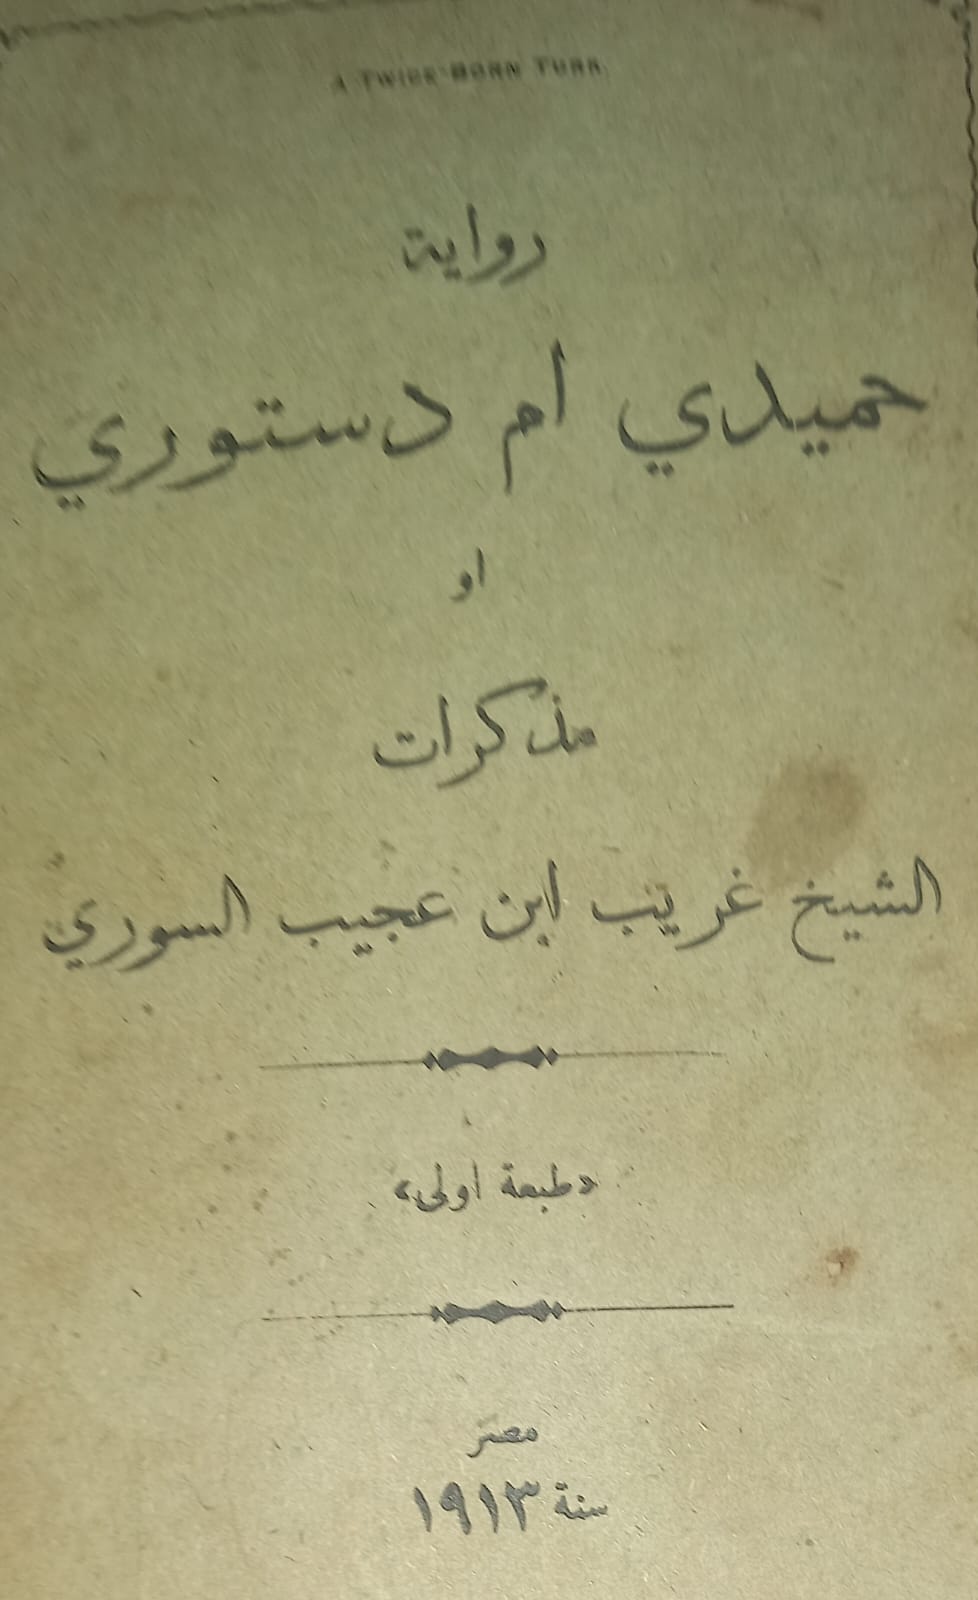 A TWICE-BORN TURK.
رواية
حميدي ام دستوري
او
مذكرات
الشيخ غريب ابن عجيب السوري
«طبعة اولى»
مصر
سنة ١٩١٣